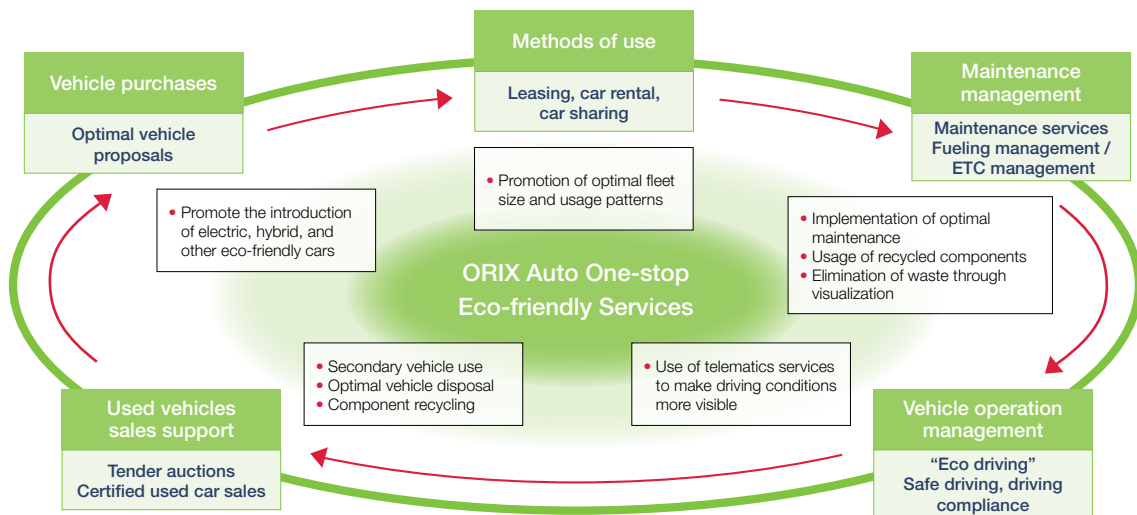 Methods of use
Leasing, car rental,
car sharing
Vehicle purchases
Optimal vehicle
proposals
Maintenance
management
Maintenance services
Fueling management /
ETC management
• Promotion of optimal fleet
size and usage patterns
• Promote the introduction
of electric, hybrid, and
other eco-friendly cars
• Implementation of optimal
maintenance
• Usage of recycled components
• Elimination of waste through
visualization
ORIX Auto One-stop
Eco-friendly Services
• Secondary vehicle use
• Optimal vehicle disposal
• Component recycling
• Use of telematics services
to make driving conditions
more visible
Used vehicles
sales support
Tender auctions
Certified used car sales
Vehicle operation
management
“Eco driving”
Safe driving, driving
compliance